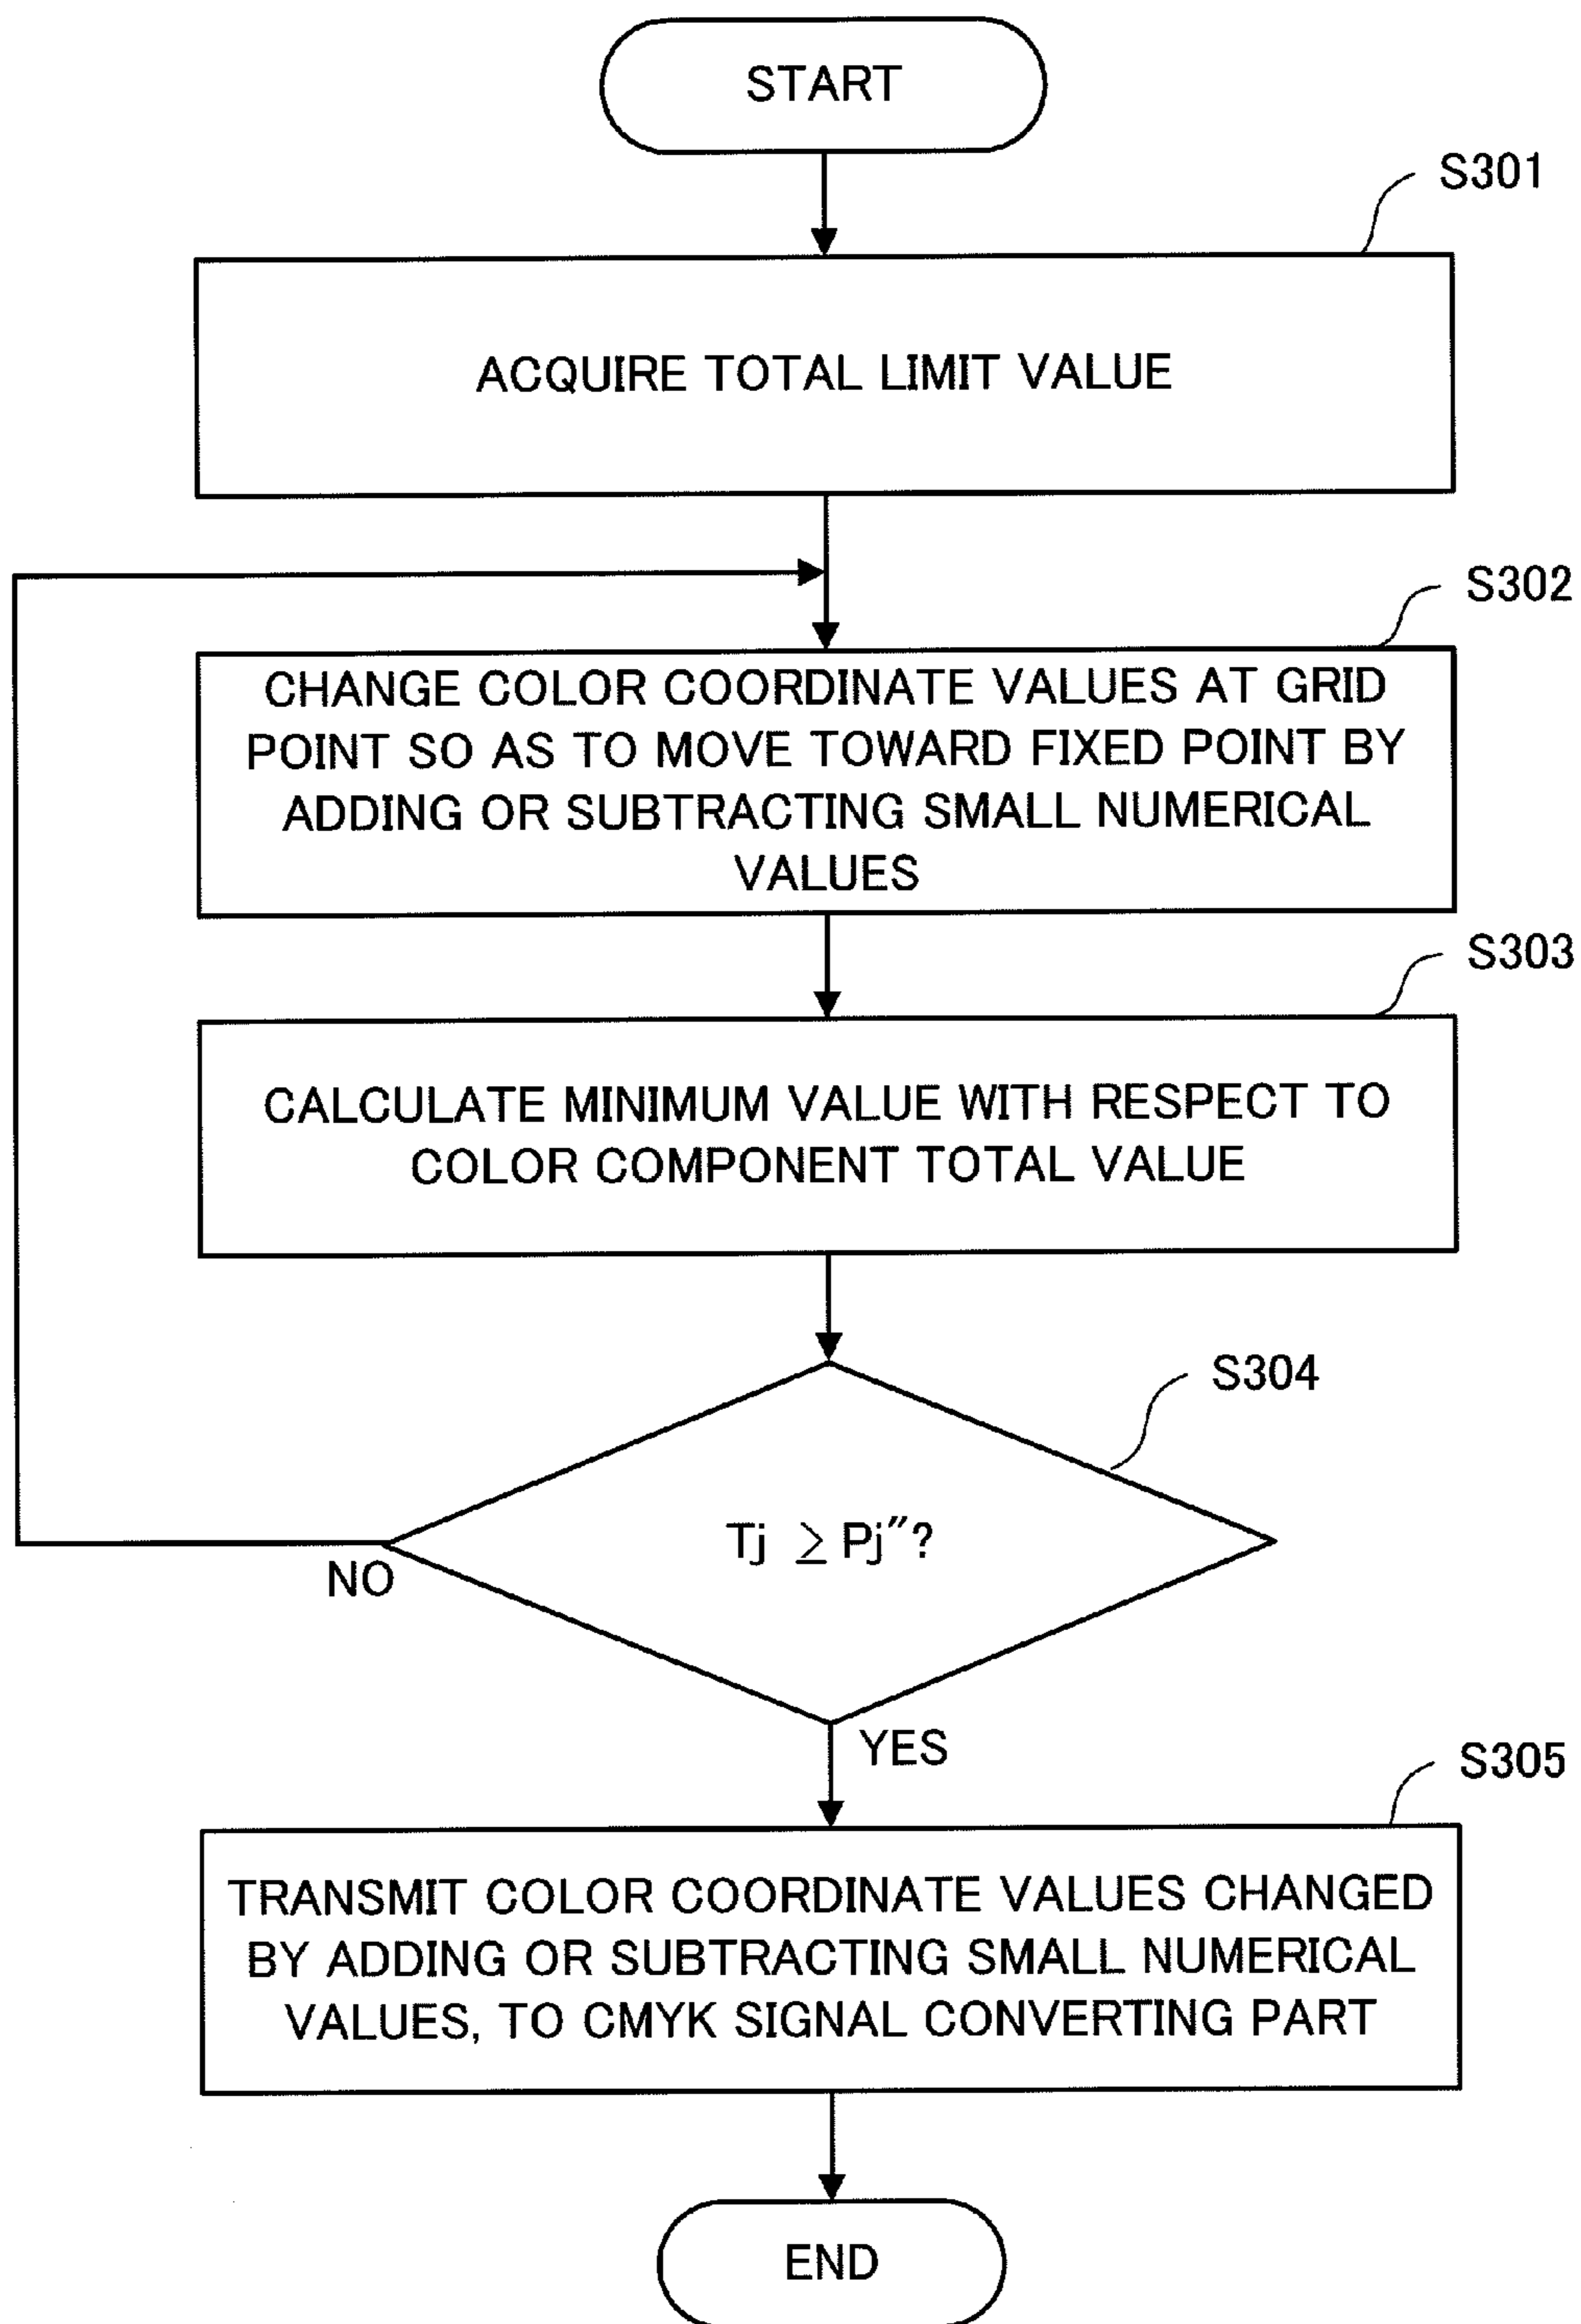 START
S301
ACQUIRE TOTAL LIMIT VALUE
S302
CHANGE COLOR COORDINATE VALUES AT GRID
POINT SO AS TO MOVE TOWARD FIXED POINT BY
ADDING OR SUBTRACTING SMALL NUMERICAL
VALUES
S303
CALCULATE MINIMUM VALUE WITH RESPECT TO
COLOR COMPONENT TOTAL VALUE
S304
Tj ≥ Pj″?
NO
YES
S305
TRANSMIT COLOR COORDINATE VALUES CHANGED
BY ADDING OR SUBTRACTING SMALL NUMERICAL
VALUES, TO CMYK SIGNAL CONVERTING PART
END